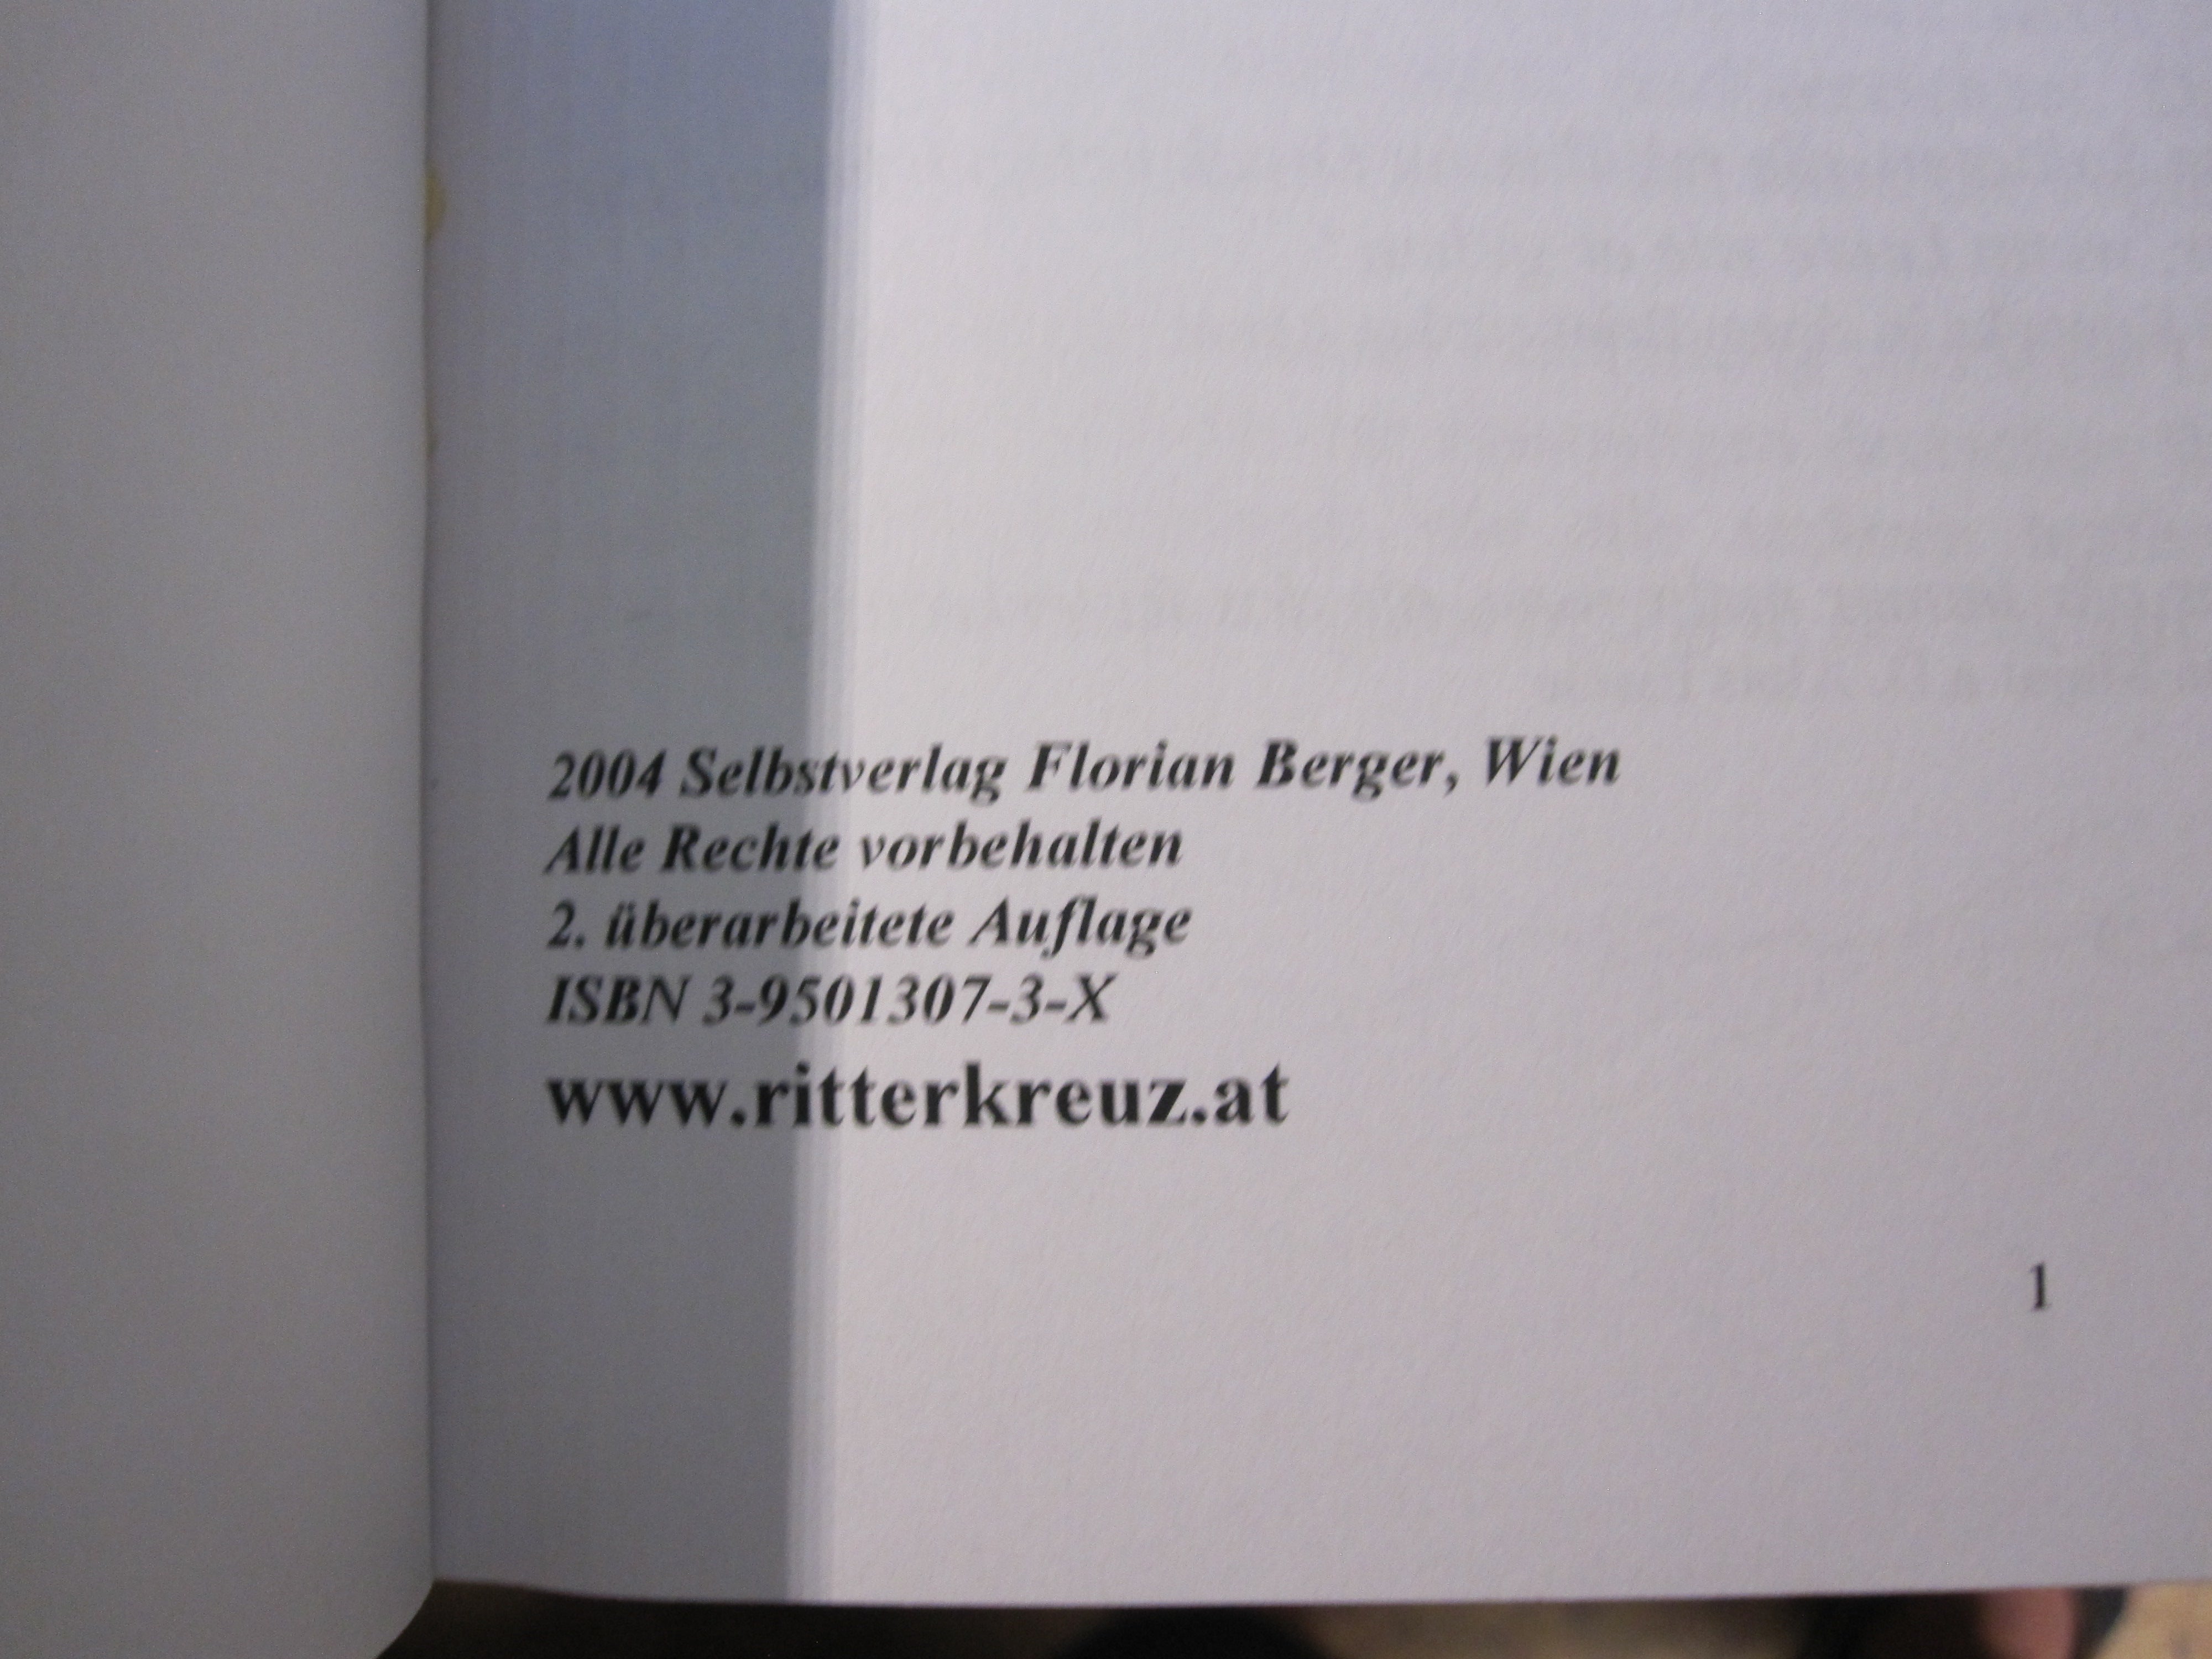 2004 Selbstverlag Florian Berger, Wien
Alle Rechte vorbehalten
2. überarbeitete Auflage
ISBN 3-9501307-3-X
www.ritterkreuz.at
1